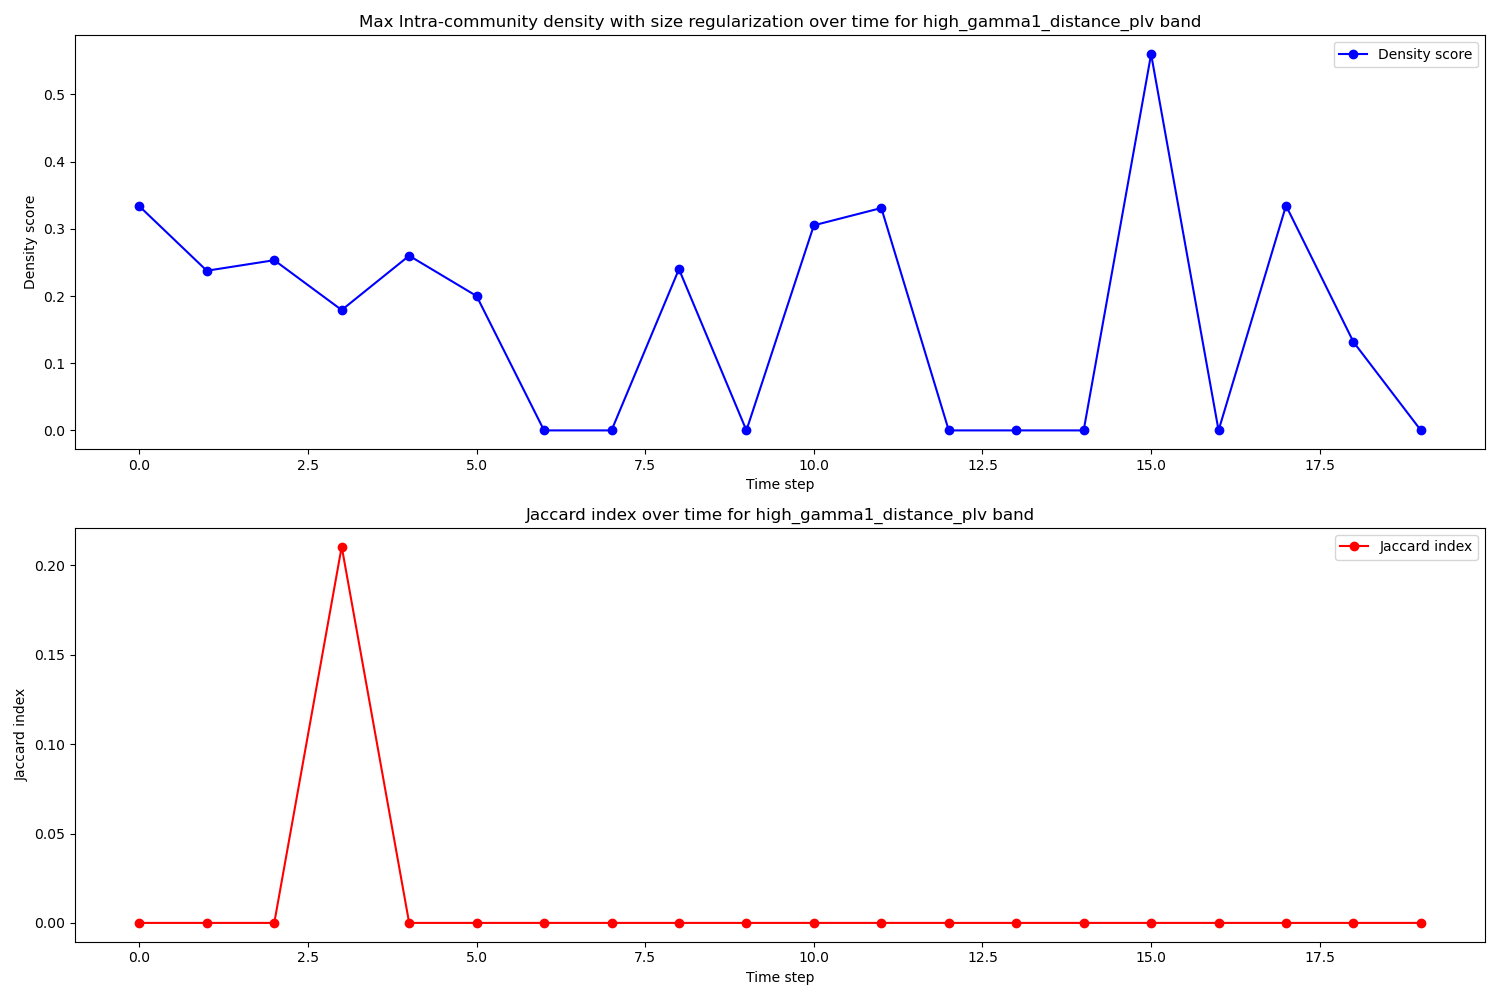 Max Intra-community density with size regularization over time for high_gamma1_distance_plv band
Density score
0.5
0.4
0.3
0.2
0.1
0.0
Density score
0.0 2.5 5.0 7.5 10.0 12.5 15.0 17.5
Time step
Jaccard index over time for high_gamma1_distance_plv band
Jaccard index
0.20
0.15
0.10
0.05
0.00
Jaccard index
0.0 2.5 5.0 7.5 10.0 12.5 15.0 17.5
Time step